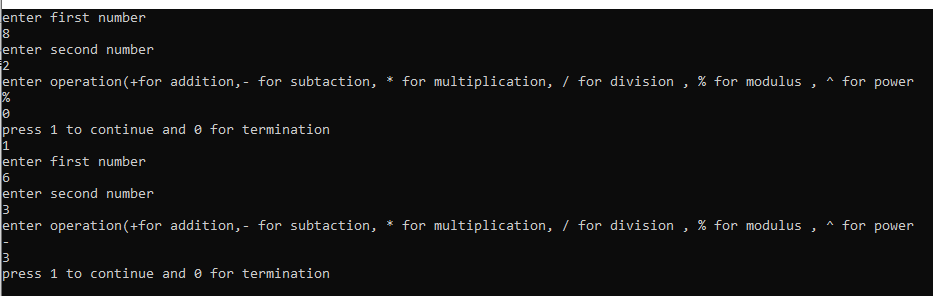 enter first number
8
enter second number
2
enter operation(+for addition,- for subtaction, * for multiplication, / for division , % for modulus , ^ for power
%
0
press 1 to continue and 0 for termination
1
enter first number
6
enter second number
3
enter operation(+for addition,- for subtaction, * for multiplication, / for division , % for modulus , ^ for power
-
3
press 1 to continue and 0 for termination